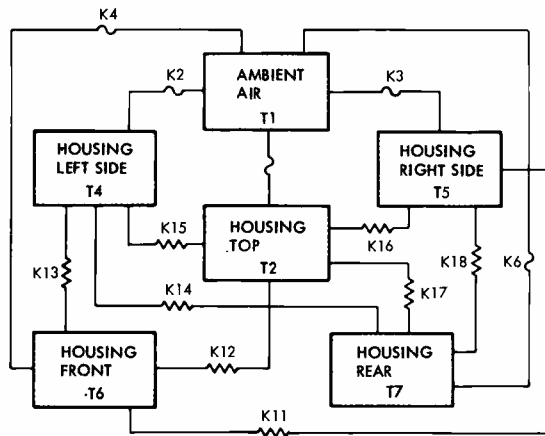 K4
K2
AMBIENT
AIR
T1
K3
HOUSING
LEFT SIDE
T4
HOUSING
RIGHT SIDE
T5
K15
HOUSING
TOP
T2
K16
K13
K14
K17
K18
K6
HOUSING
FRONT
T6
K12
HOUSING
REAR
T7
K11